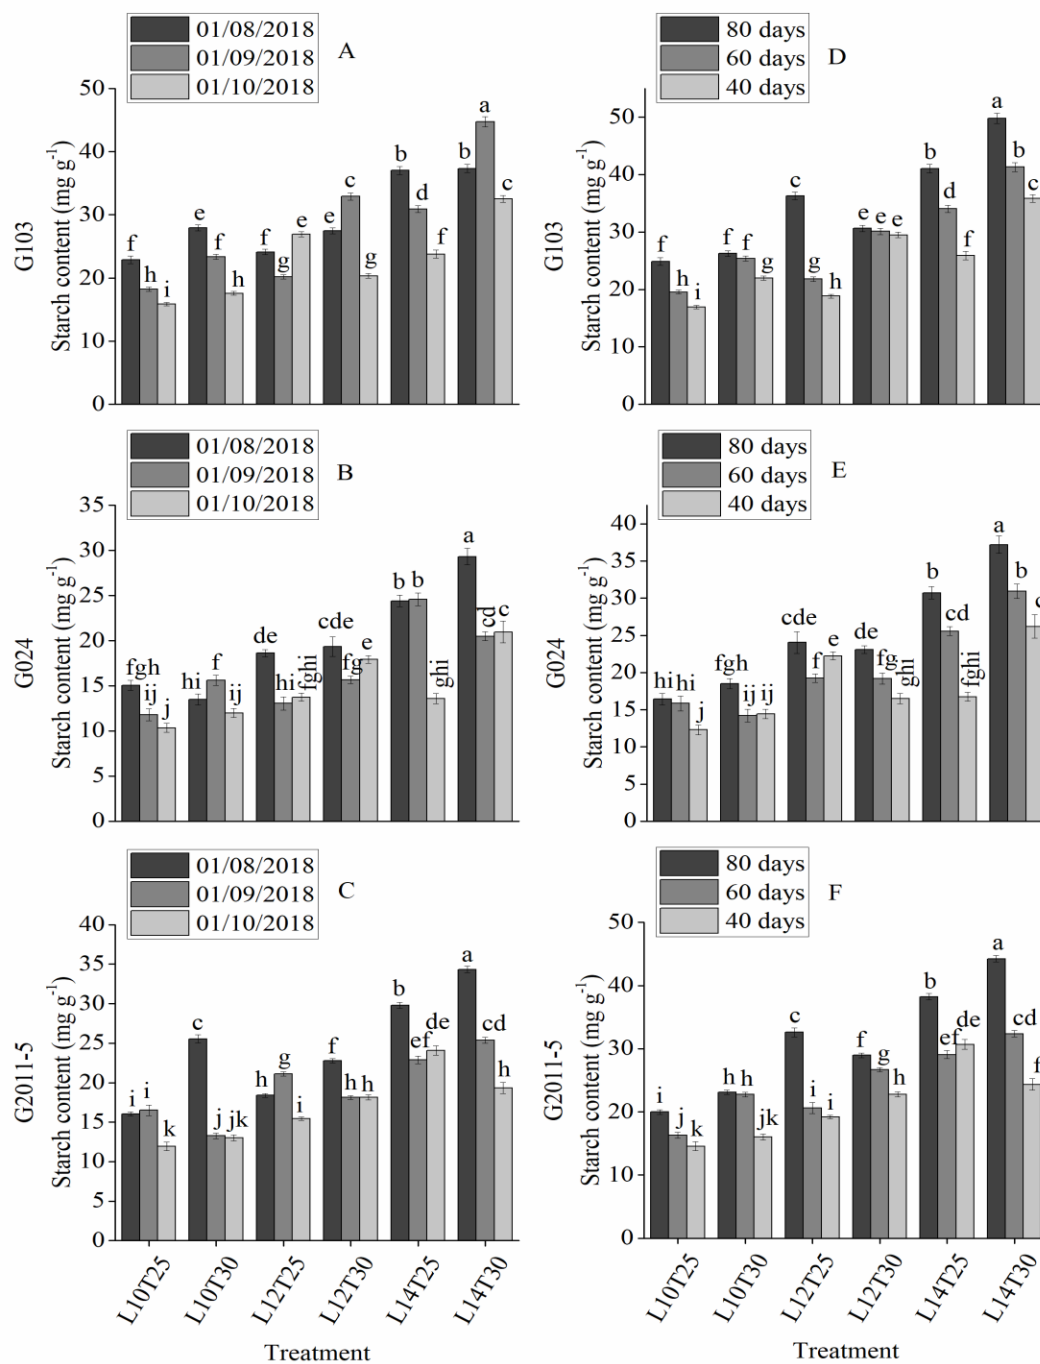 01/08/2018
01/09/2018
01/10/2018
A
50
40
30
20
10
0
G103
Starch content (mg g-1)
f
h
i
e
f
h
f
g
e
e
c
g
b
d
f
b
a
c
80 days
60 days
40 days
D
50
40
30
20
10
0
G103
Starch content (mg g-1)
f
h
i
f
f
g
c
g
h
e
e
e
b
d
f
a
b
c
01/08/2018
01/09/2018
01/10/2018
B
35
30
25
20
15
10
5
0
G024
Starch content (mg g-1)
fgh
ij
j
hi
f
ij
de
hi
fghi
cde
fg
e
b
b
ghi
a
cd
c
80 days
60 days
40 days
E
40
35
30
25
20
15
10
5
0
G024
Starch content (mg g-1)
hi
hi
j
fgh
ij
ij
cde
f
e
de
fg
ghi
b
cd
fghi
a
b
c
01/08/2018
01/09/2018
01/10/2018
C
40
35
30
25
20
15
10
5
0
G2011-5
Starch content (mg g-1)
i
i
k
c
j
jk
h
g
i
f
h
h
b
ef
de
a
cd
h
L10T25
L10T30
L12T25
L12T30
L14T25
L14T30
Treatment
80 days
60 days
40 days
F
50
40
30
20
10
0
G2011-5
Starch content (mg g-1)
i
j
k
h
h
jk
c
i
i
f
g
h
b
ef
de
a
cd
f
L10T25
L10T30
L12T25
L12T30
L14T25
L14T30
Treatment